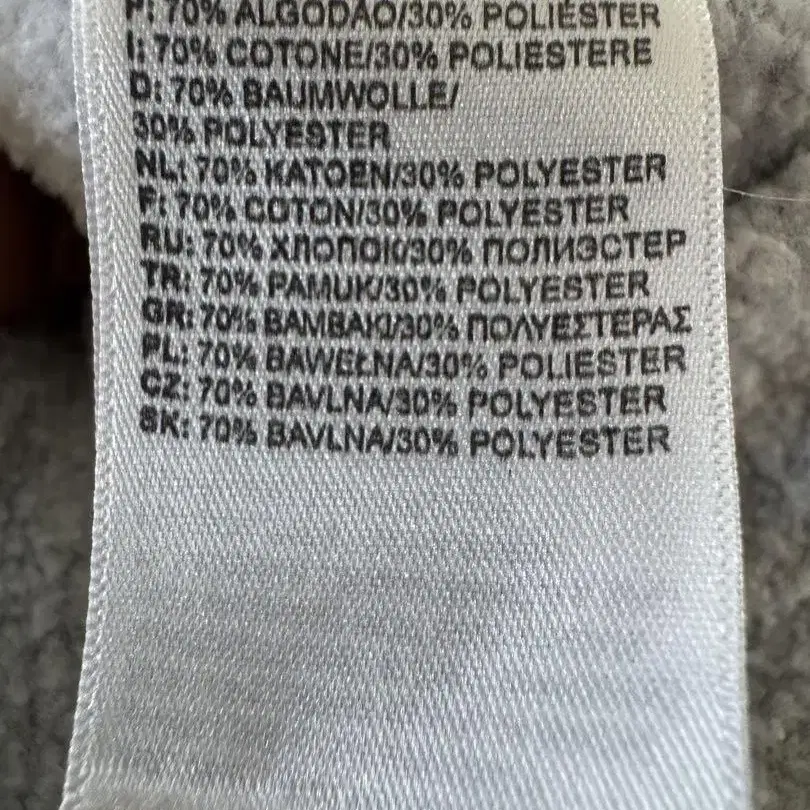 P: 70% ALGODÃO/30% POLIÉSTER
I: 70% COTONE/30% POLIESTERE
D: 70% BAUMWOLLE/
30% POLYESTER
NL: 70% KATOEN/30% POLYESTER
F: 70% COTON/30% POLYESTER
RU: 70% ХЛОПОК/30% ПОЛИЭСТЕР
TR: 70% PAMUK/30% POLYESTER
GR: 70% ΒΑΜΒΑΚΙ/30% ΠΟΛΥΕΣΤΕΡΑΣ
PL: 70% BAWEŁNA/30% POLIESTER
CZ: 70% BAVLNA/30% POLYESTER
SK: 70% BAVLNA/30% POLYESTER